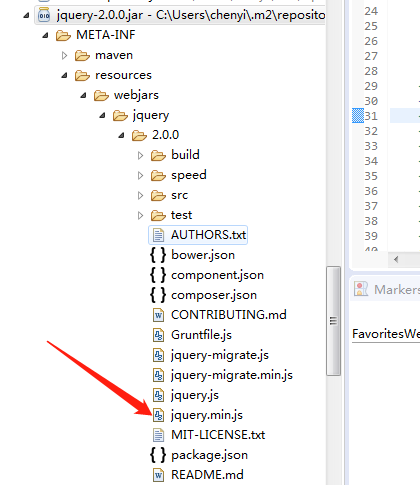 jquery-2.0.0.jar - C:\Users\chenyi\.m2\reposito
META-INF
maven
resources
webjars
jquery
2.0.0
build
speed
src
test
AUTHORS.txt
bower.json
component.json
composer.json
CONTRIBUTING.md
Gruntfile.js
jquery-migrate.js
jquery-migrate.min.js
jquery.js
jquery.min.js
MIT-LICENSE.txt
package.json
README.md
24
25
26
27
28
29
30
31
32
33
34
35
36
37
38
39
40
Markers
FavoritesWe